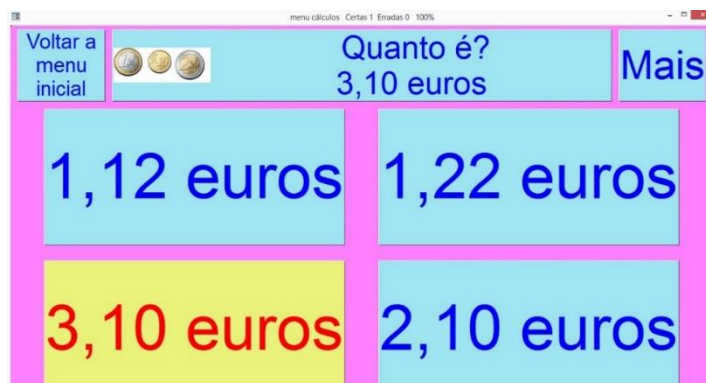 menu cálculos Certas 1 Erradas 0 100%
Voltar a
menu
inicial
Quanto é?
3,10 euros
Mais
1,12 euros
1,22 euros
3,10 euros
2,10 euros